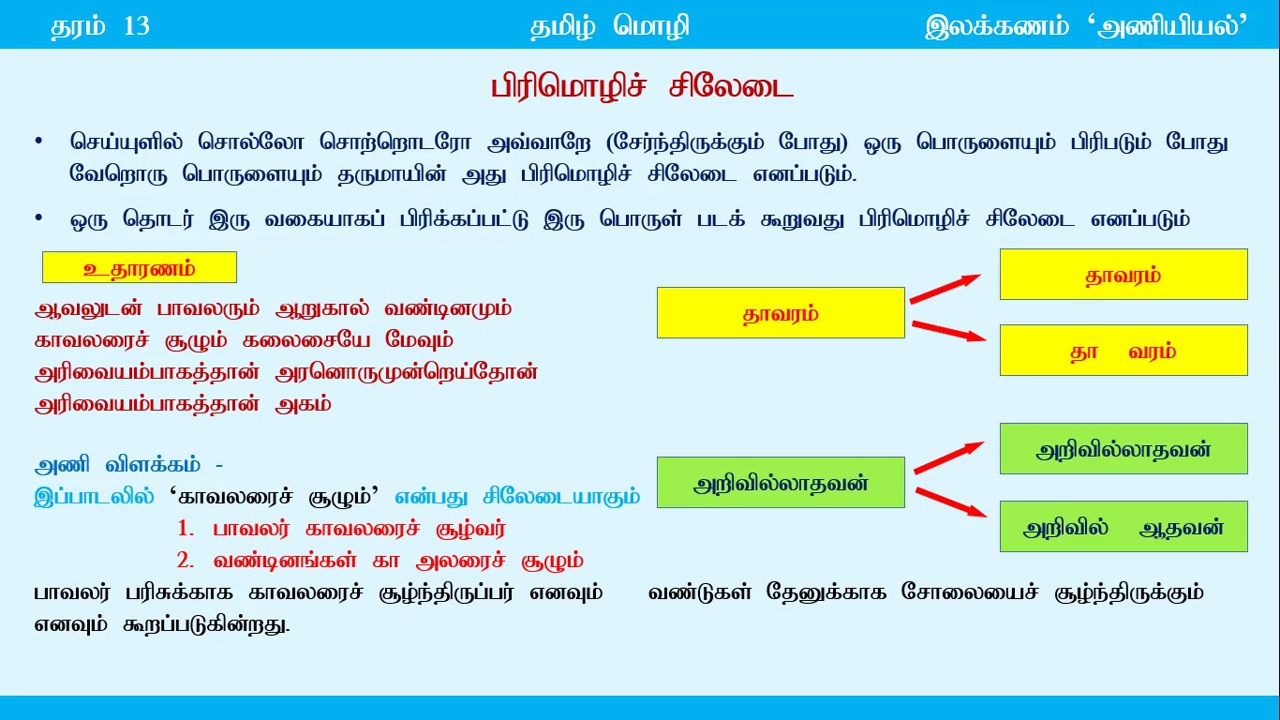 தரம் 13 தமிழ் மொழி இலக்கணம் ‘அணியியல்’
பிரிமொழிச் சிலேடை
• செய்யுளில் சொல்லோ சொற்றொடரோ அவ்வாறே (சேர்ந்திருக்கும் போது) ஒரு பொருளையும் பிரிபடும் போது
வேறொரு பொருளையும் தருமாயின் அது பிரிமொழிச் சிலேடை எனப்படும்.
• ஒரு தொடர் இரு வகையாகப் பிரிக்கப்பட்டு இரு பொருள் படக் கூறுவது பிரிமொழிச் சிலேடை எனப்படும்
உதாரணம்
ஆவலுடன் பாவலரும் ஆறுகால் வண்டினமும்
காவலரைச் சூழும் கலைசையே மேவும்
அரிவையம்பாகத்தான் அரனொருமுன்றெய்தோன்
அரிவையம்பாகத்தான் அகம்
அணி விளக்கம் -
இப்பாடலில் ‘காவலரைச் சூழும்’ என்பது சிலேடையாகும்
1. பாவலர் காவலரைச் சூழ்வர்
2. வண்டினங்கள் கா அலரைச் சூழும்
தாவரம்
தாவரம்
தா வரம்
அறிவில்லாதவன்
அறிவில்லாதவன்
அறிவில் ஆதவன்
பாவலர் பரிசுக்காக காவலரைச் சூழ்ந்திருப்பர் எனவும் வண்டுகள் தேனுக்காக சோலையைச் சூழ்ந்திருக்கும்
எனவும் கூறப்படுகின்றது.